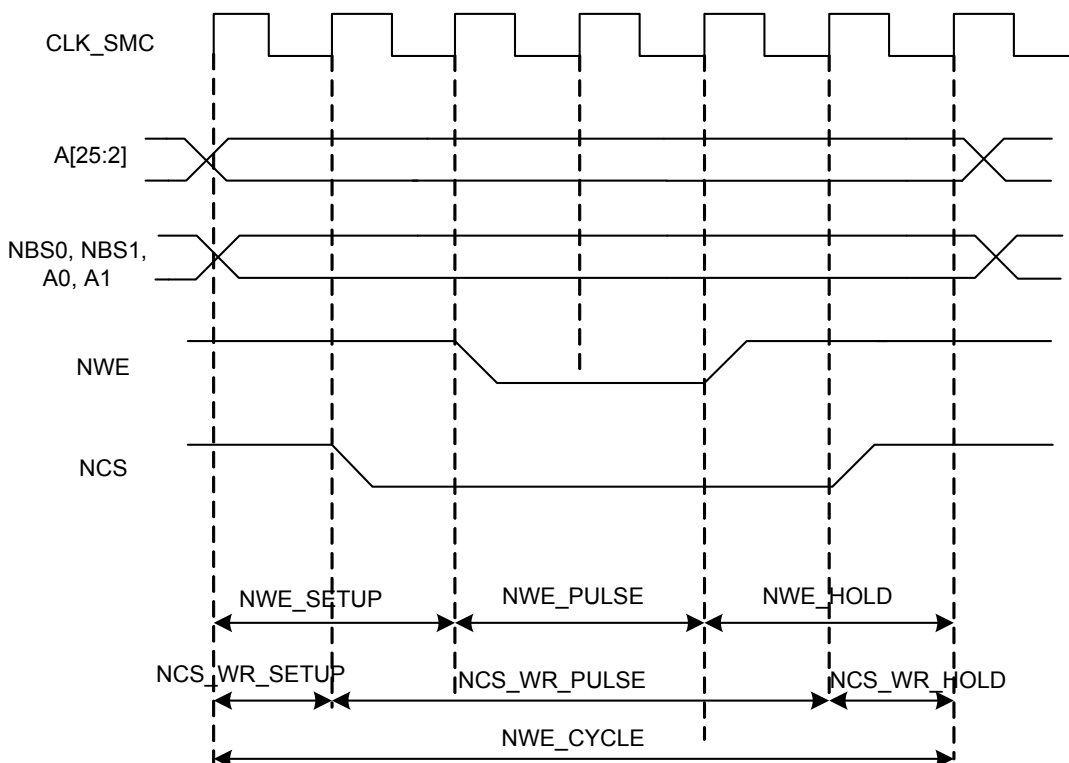 CLK_SMC
A[25:2]
NBS0, NBS1,
A0, A1
NWE
NCS
NWE_SETUP
NWE_PULSE
NWE_HOLD
NCS_WR_SETUP
NCS_WR_PULSE
NCS_WR_HOLD
NWE_CYCLE